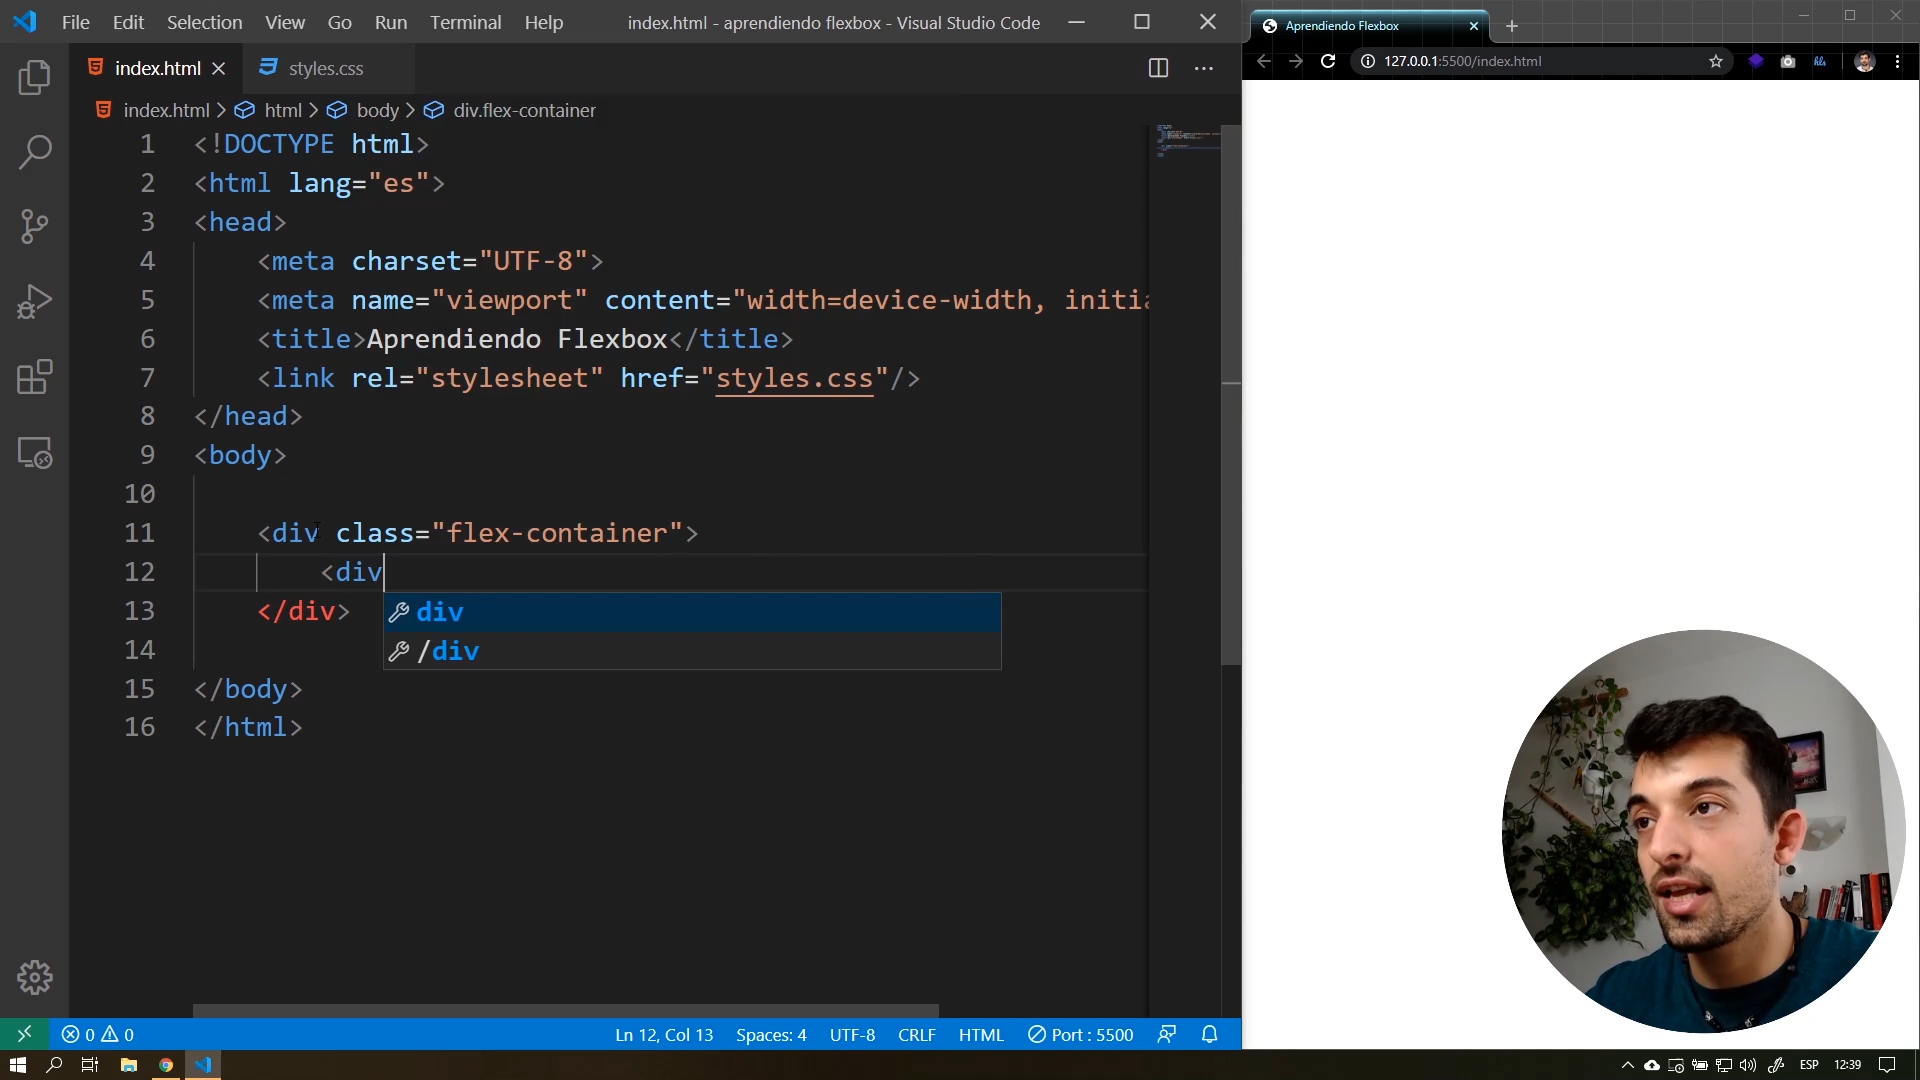 File Edit Selection View Go Run Terminal Help index.html - aprendiendo flexbox - Visual Studio Code
index.html styles.css
index.html > html > body > div.flex-container
1 <!DOCTYPE html>
2 <html lang="es">
3 <head>
4 <meta charset="UTF-8">
5 <meta name="viewport" content="width=device-width, initia
6 <title>Aprendiendo Flexbox</title>
7 <link rel="stylesheet" href="styles.css"/>
8 </head>
9 <body>
10
11 <div class="flex-container">
12 <div
13 </div>
div
14
/div
15 </body>
16 </html>
0 0 Ln 12, Col 13 Spaces: 4 UTF-8 CRLF HTML Port : 5500
Aprendiendo Flexbox
127.0.0.1:5500/index.html
ESP 12:39